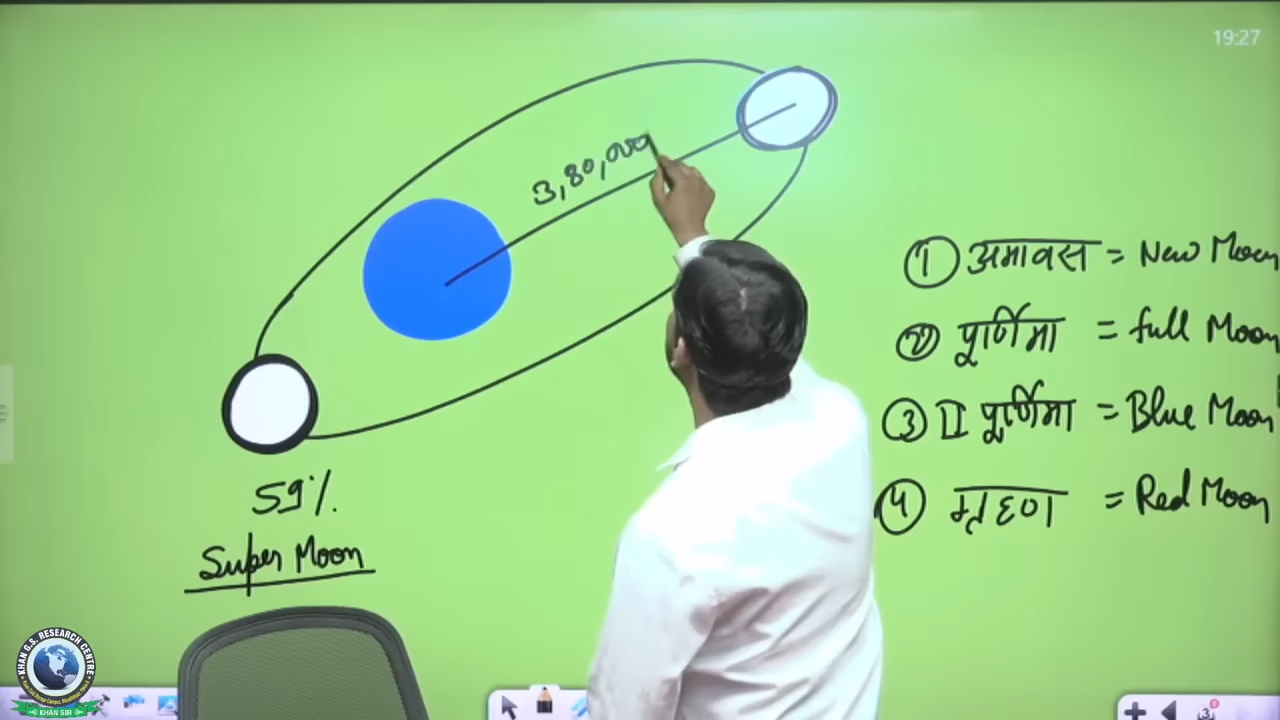 19:27
3,80,000
① अमावस = New Moon
② पूर्णिमा = full Moon
③ II पूर्णिमा = Blue Moon
④ ग्रहण = Red Moon
59%.
Super Moon
KHAN G.S. RESEARCH CENTRE
KHAN SIR